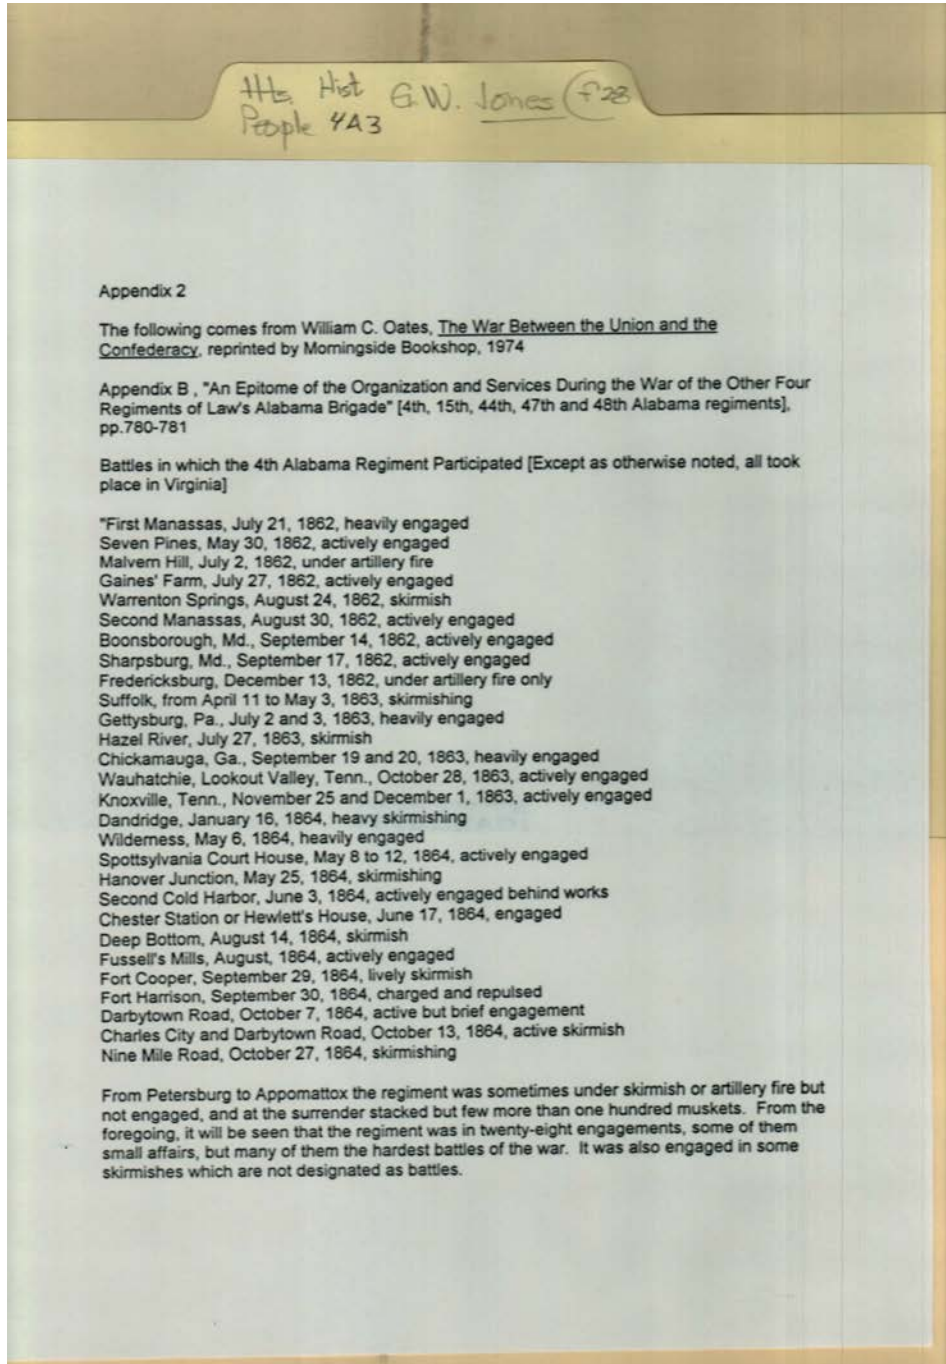 Hts. Hist G.W. Jones (f28)
People 4A3
Appendix 2
The following comes from William C. Oates, The War Between the Union and the
Confederacy, reprinted by Morningside Bookshop, 1974
Appendix B , "An Epitome of the Organization and Services During the War of the Other Four
Regiments of Law's Alabama Brigade" [4th, 15th, 44th, 47th and 48th Alabama regiments],
pp.780-781
Battles in which the 4th Alabama Regiment Participated [Except as otherwise noted, all took
place in Virginia]
"First Manassas, July 21, 1862, heavily engaged
Seven Pines, May 30, 1862, actively engaged
Malvern Hill, July 2, 1862, under artillery fire
Gaines' Farm, July 27, 1862, actively engaged
Warrenton Springs, August 24, 1862, skirmish
Second Manassas, August 30, 1862, actively engaged
Boonsborough, Md., September 14, 1862, actively engaged
Sharpsburg, Md., September 17, 1862, actively engaged
Fredericksburg, December 13, 1862, under artillery fire only
Suffolk, from April 11 to May 3, 1863, skirmishing
Gettysburg, Pa., July 2 and 3, 1863, heavily engaged
Hazel River, July 27, 1863, skirmish
Chickamauga, Ga., September 19 and 20, 1863, heavily engaged
Wauhatchie, Lookout Valley, Tenn., October 28, 1863, actively engaged
Knoxville, Tenn., November 25 and December 1, 1863, actively engaged
Dandridge, January 16, 1864, heavy skirmishing
Wilderness, May 6, 1864, heavily engaged
Spottsylvania Court House, May 8 to 12, 1864, actively engaged
Hanover Junction, May 25, 1864, skirmishing
Second Cold Harbor, June 3, 1864, actively engaged behind works
Chester Station or Hewlett's House, June 17, 1864, engaged
Deep Bottom, August 14, 1864, skirmish
Fussell's Mills, August, 1864, actively engaged
Fort Cooper, September 29, 1864, lively skirmish
Fort Harrison, September 30, 1864, charged and repulsed
Darbytown Road, October 7, 1864, active but brief engagement
Charles City and Darbytown Road, October 13, 1864, active skirmish
Nine Mile Road, October 27, 1864, skirmishing
From Petersburg to Appomattox the regiment was sometimes under skirmish or artillery fire but
not engaged, and at the surrender stacked but few more than one hundred muskets. From the
foregoing, it will be seen that the regiment was in twenty-eight engagements, some of them
small affairs, but many of them the hardest battles of the war. It was also engaged in some
skirmishes which are not designated as battles.